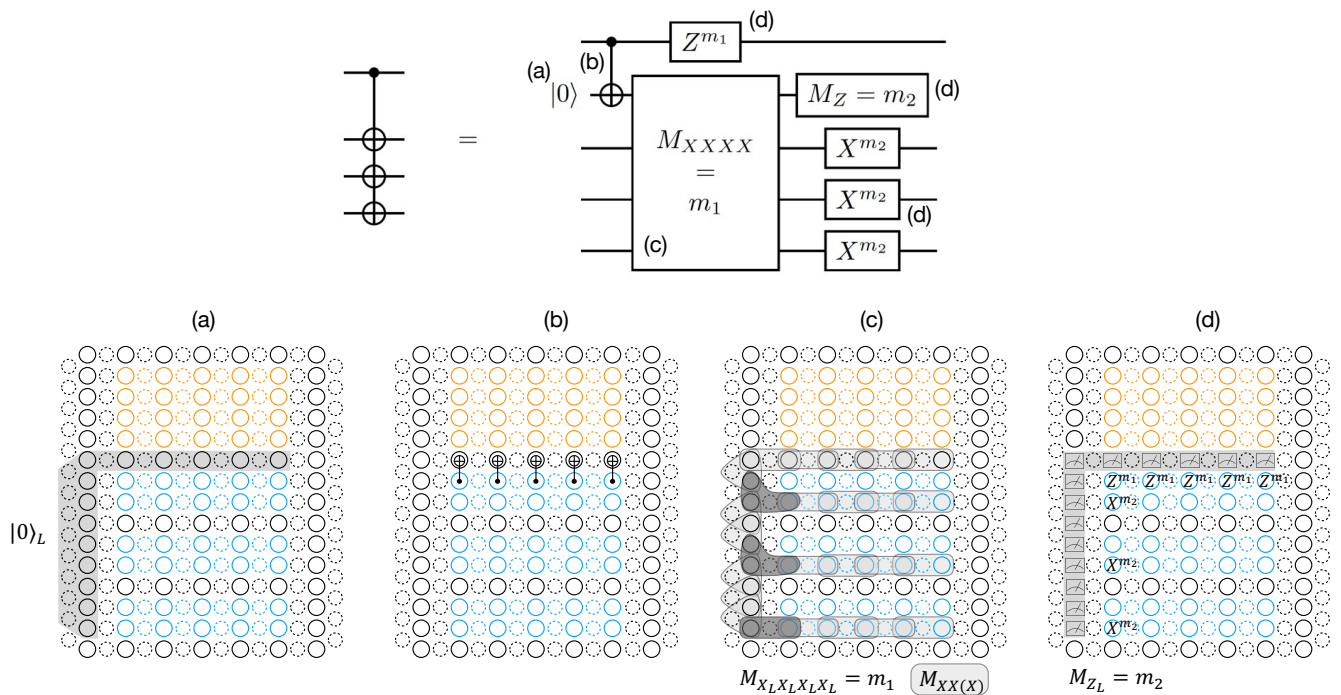 (d)
Z^{m_1}
(b)
(a)
|0⟩
M_Z = m_2
(d)
=
M_{XXXX}
=
m_1
X^{m_2}
X^{m_2}
(d)
(c)
X^{m_2}
(a)
(b)
(c)
(d)
|0⟩_L
Z^{m_1} Z^{m_1} Z^{m_1} Z^{m_1} Z^{m_1}
X^{m_2}
X^{m_2}
X^{m_2}
M_{X_L X_L X_L X_L} = m_1
M_{XX(X)}
M_{Z_L} = m_2